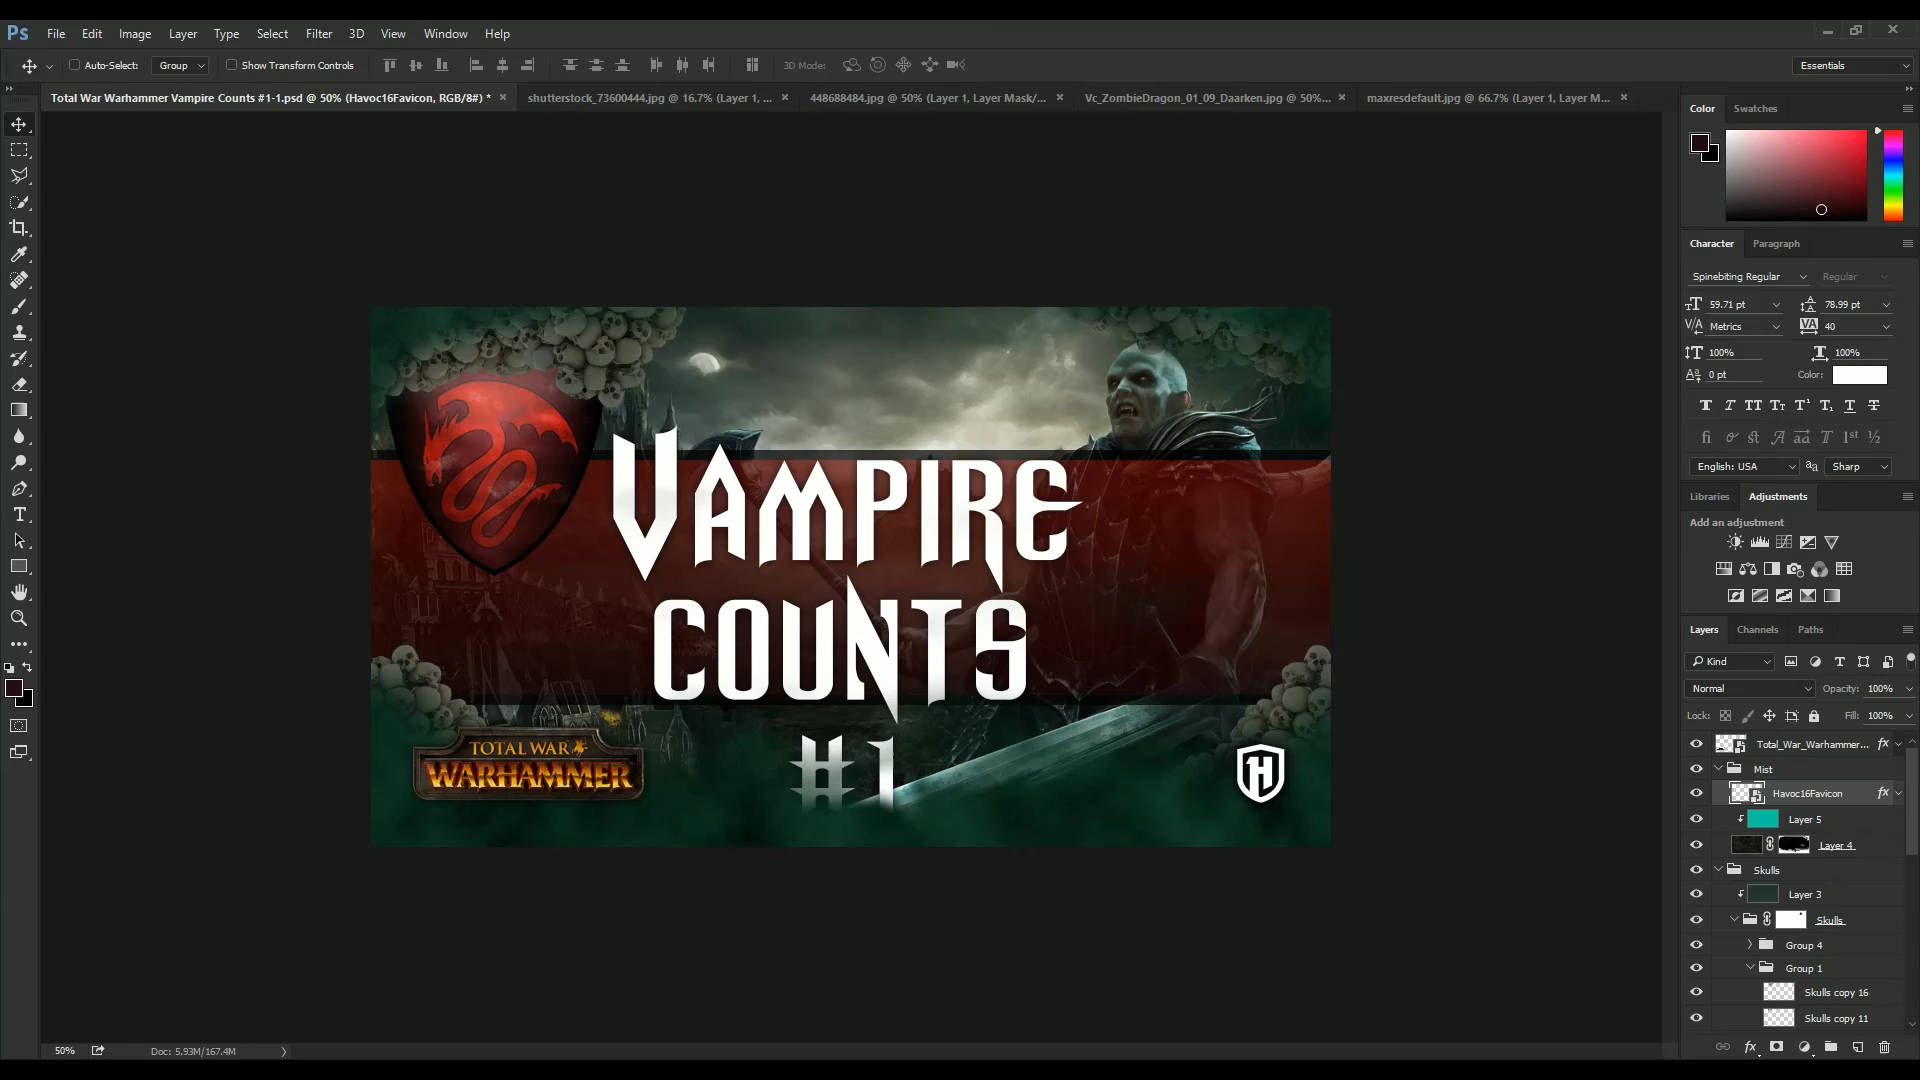 Ps File Edit Image Layer Type Select Filter 3D View Window Help
Auto-Select: Group Show Transform Controls 3D Mode: Essentials
Total War Warhammer Vampire Counts #1-1.psd @ 50% (Havoc16Favicon, RGB/8#) * shutterstock_73600444.jpg @ 16.7% (Layer 1, ... 448688484.jpg @ 50% (Layer 1, Layer Mask/... Vc_ZombieDragon_01_09_Daarken.jpg @ 50%... maxresdefault.jpg @ 66.7% (Layer 1, Layer M...
Color Swatches
Character Paragraph
Spinebiting Regular Regular
59.71 pt 78.99 pt
Metrics 40
100% 100%
0 pt Color:
English: USA Sharp
Libraries Adjustments
Add an adjustment
Layers Channels Paths
Kind
Normal Opacity: 100%
Lock: Fill: 100%
Total_War_Warhammer... fx
Mist
Havoc16Favicon fx
Layer 5
Layer 4
Skulls
Layer 3
Skulls
Group 4
Group 1
Skulls copy 16
Skulls copy 11
VAMPIRE
COUNTS
#1
TOTAL WAR
WARHAMMER
H
50% Doc: 5.93M/167.4M